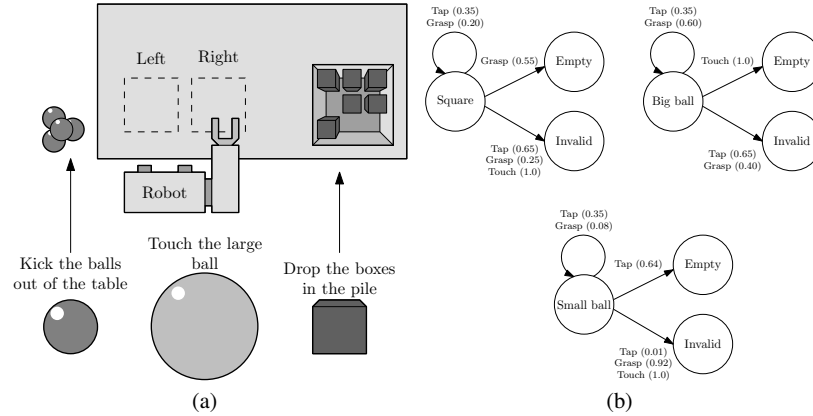 Left
Right
Robot
Kick the balls
out of the table
Touch the large
ball
Drop the boxes
in the pile
(a)
Tap (0.35)
Grasp (0.20)
Square
Grasp (0.55)
Empty
Tap (0.65)
Grasp (0.25)
Touch (1.0)
Invalid
Tap (0.35)
Grasp (0.60)
Big ball
Touch (1.0)
Empty
Tap (0.65)
Grasp (0.40)
Invalid
Tap (0.35)
Grasp (0.08)
Small ball
Tap (0.64)
Empty
Tap (0.01)
Grasp (0.92)
Touch (1.0)
Invalid
(b)